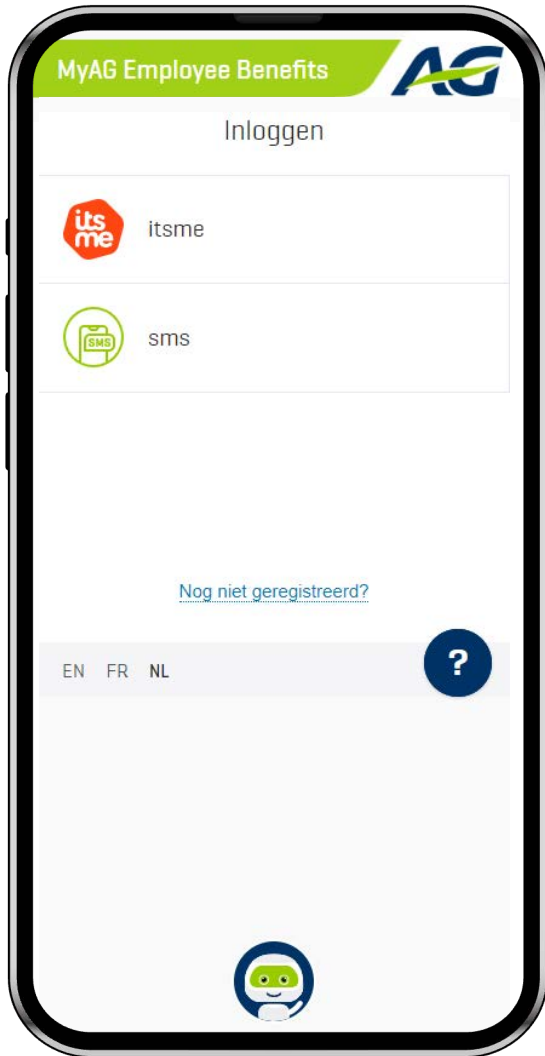 MyAG Employee Benefits
AG
Inloggen
its
me
itsme
SMS
sms
Nog niet geregistreerd?
EN FR NL
?